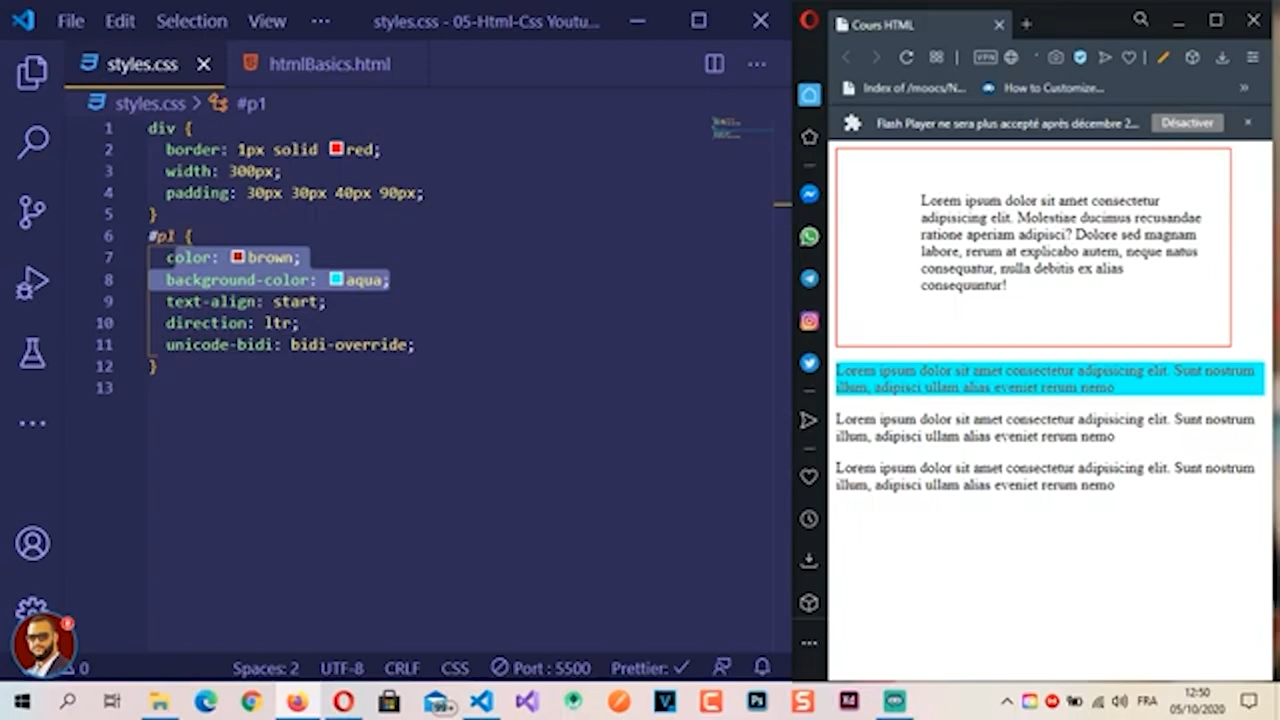 File Edit Selection View ··· styles.css - 05-Html-Css Youtu...
styles.css htmlBasics.html ···
styles.css > #p1
1 div {
2 border: 1px solid red;
3 width: 300px;
4 padding: 30px 30px 40px 90px;
5 }
6 #p1 {
7 color: brown;
8 background-color: aqua;
9 text-align: start;
10 direction: ltr;
11 unicode-bidi: bidi-override;
12 }
13
0 Spaces: 2 UTF-8 CRLF CSS Port : 5500 Prettier: ✓
Cours HTML
VPN
Index of /moocs/N... How to Customize... »
Flash Player ne sera plus accepté après décembre 2... Désactiver
Lorem ipsum dolor sit amet consectetur
adipisicing elit. Molestiae ducimus recusandae
ratione aperiam adipisci? Dolore sed magnam
labore, rerum at explicabo autem, neque natus
consequatur, nulla debitis ex alias
consequuntur!
Lorem ipsum dolor sit amet consectetur adipisicing elit. Sunt nostrum
illum, adipisci ullam alias eveniet rerum nemo
Lorem ipsum dolor sit amet consectetur adipisicing elit. Sunt nostrum
illum, adipisci ullam alias eveniet rerum nemo
Lorem ipsum dolor sit amet consectetur adipisicing elit. Sunt nostrum
illum, adipisci ullam alias eveniet rerum nemo
99+ Ps Xd FRA 12:50
05/10/2020